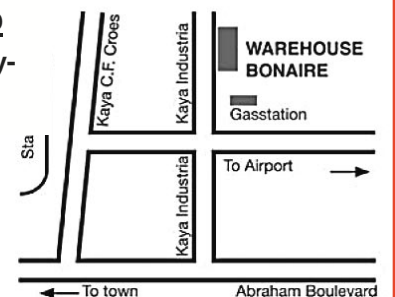 Kaya C.F. Croes
Kaya Industria
WAREHOUSE
BONAIRE
Gasstation
Sta
Kaya Industria
To Airport
To town
Abraham Boulevard